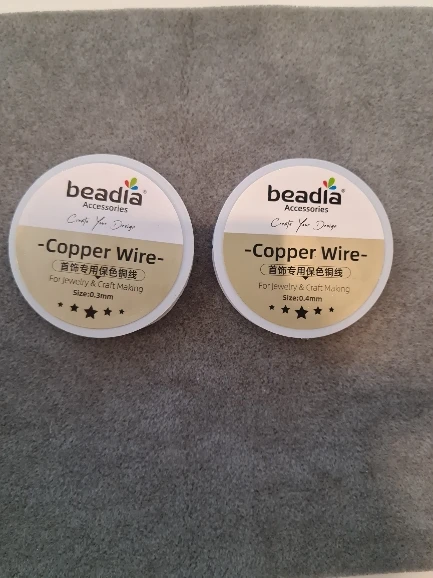 beadia®
Accessories
Create Your Design
-Copper Wire-
首饰专用保色铜线
For Jewelry & Craft Making
Size:0.3mm
beadia®
Accessories
Create Your Design
-Copper Wire-
首饰专用保色铜线
For Jewelry & Craft Making
Size:0.4mm